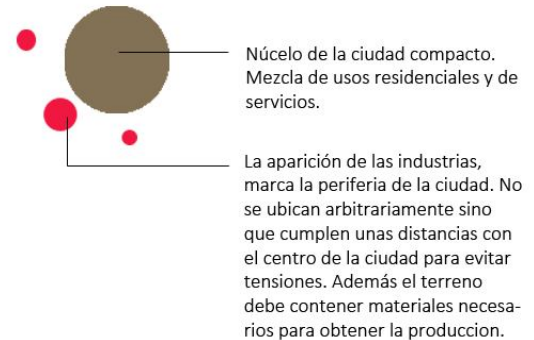 Núcelo de la ciudad compacto.
Mezcla de usos residenciales y de
servicios.
La aparición de las industrias,
marca la periferia de la ciudad. No
se ubican arbitrariamente sino
que cumplen unas distancias con
el centro de la ciudad para evitar
tensiones. Además el terreno
debe contener materiales necesa-
rios para obtener la produccion.